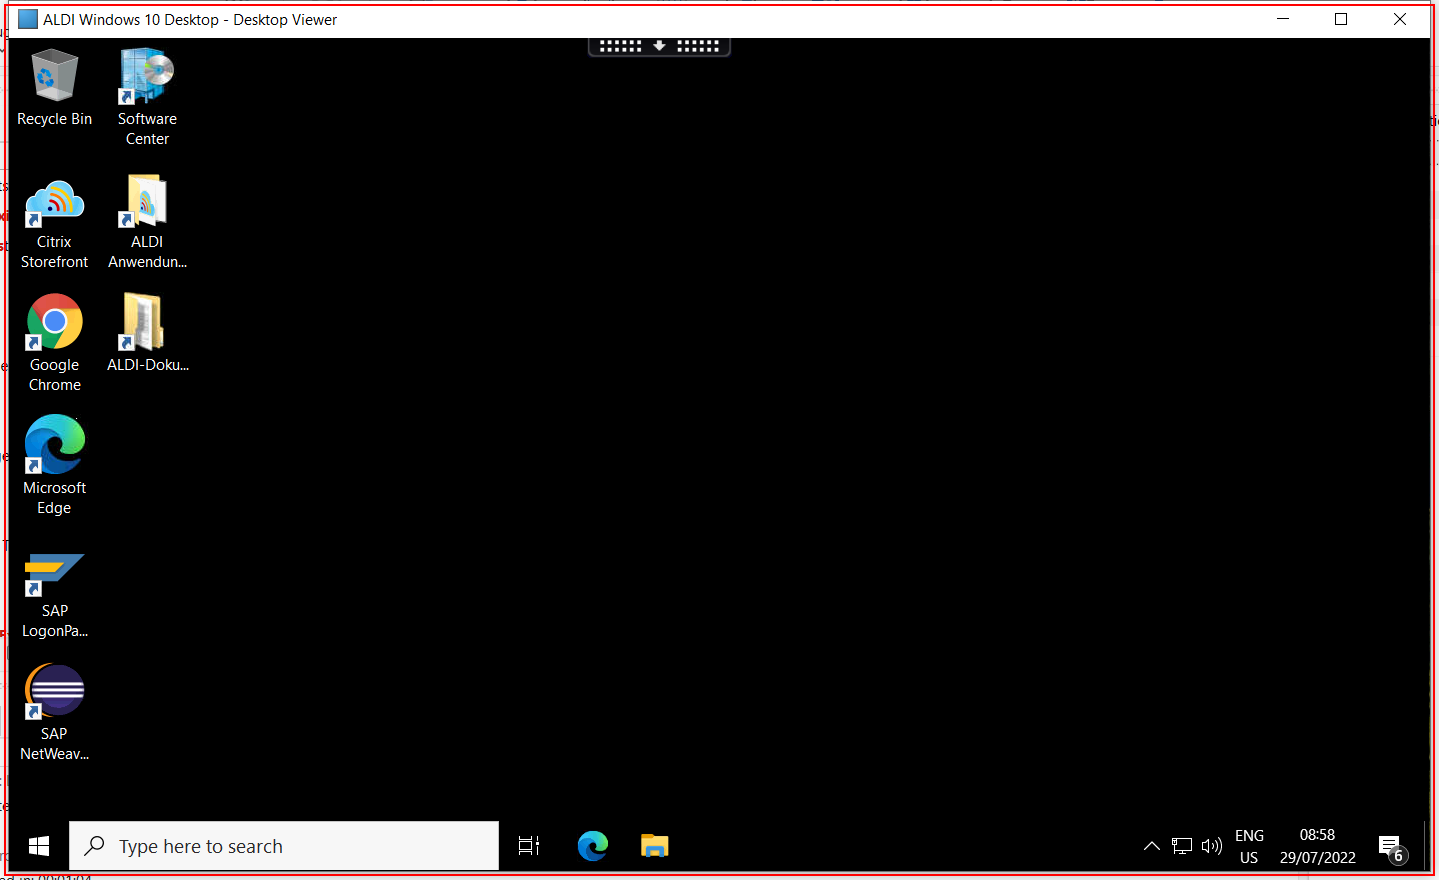 ALDI Windows 10 Desktop - Desktop Viewer
Recycle Bin
Software
Center
Citrix
Storefront
ALDI
Anwendun...
Google
Chrome
ALDI-Doku...
Microsoft
Edge
SAP
LogonPa...
SAP
NetWeav...
Type here to search
ENG
US
08:58
29/07/2022
6